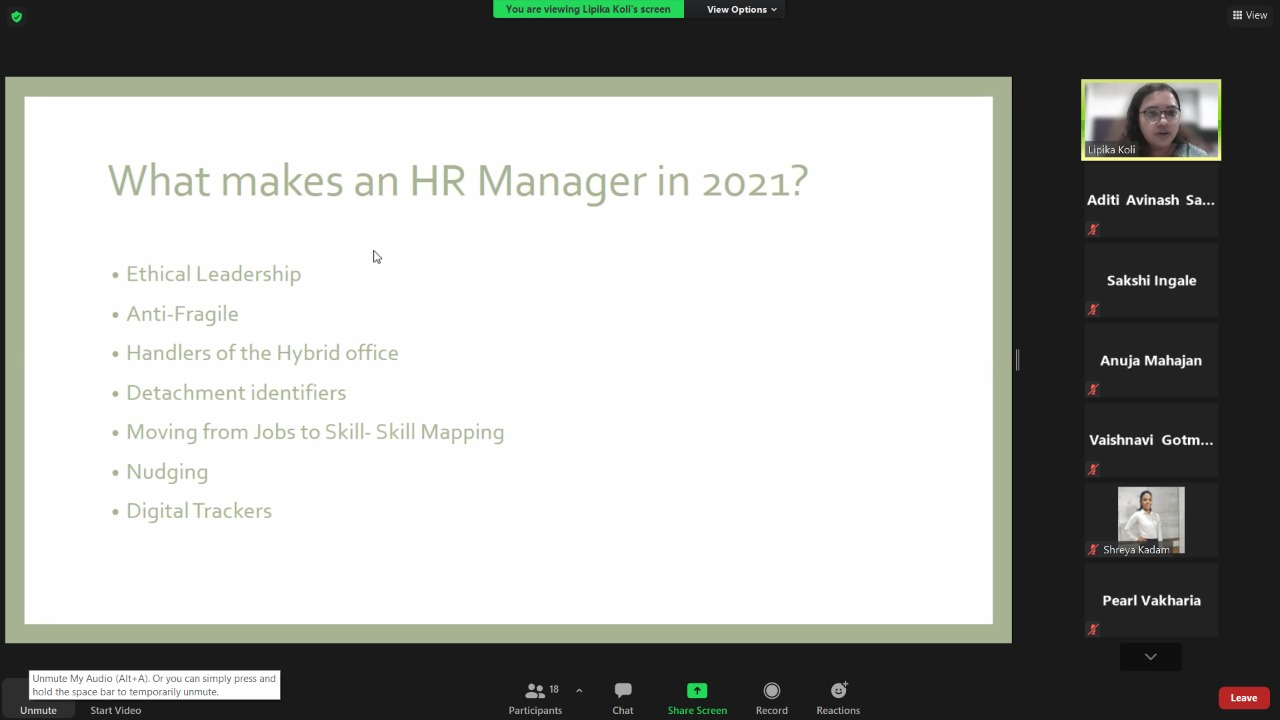 You are viewing Lipika Koli's screen
View Options
View
What makes an HR Manager in 2021?
• Ethical Leadership
• Anti-Fragile
• Handlers of the Hybrid office
• Detachment identifiers
• Moving from Jobs to Skill- Skill Mapping
• Nudging
• Digital Trackers
Lipika Koli
Aditi Avinash Sa...
Sakshi Ingale
Anuja Mahajan
Vaishnavi Gotm...
Shreya Kadam
Pearl Vakharia
Unmute My Audio (Alt+A). Or you can simply press and
hold the space bar to temporarily unmute.
Unmute
Start Video
18
Participants
Chat
Share Screen
Record
Reactions
Leave